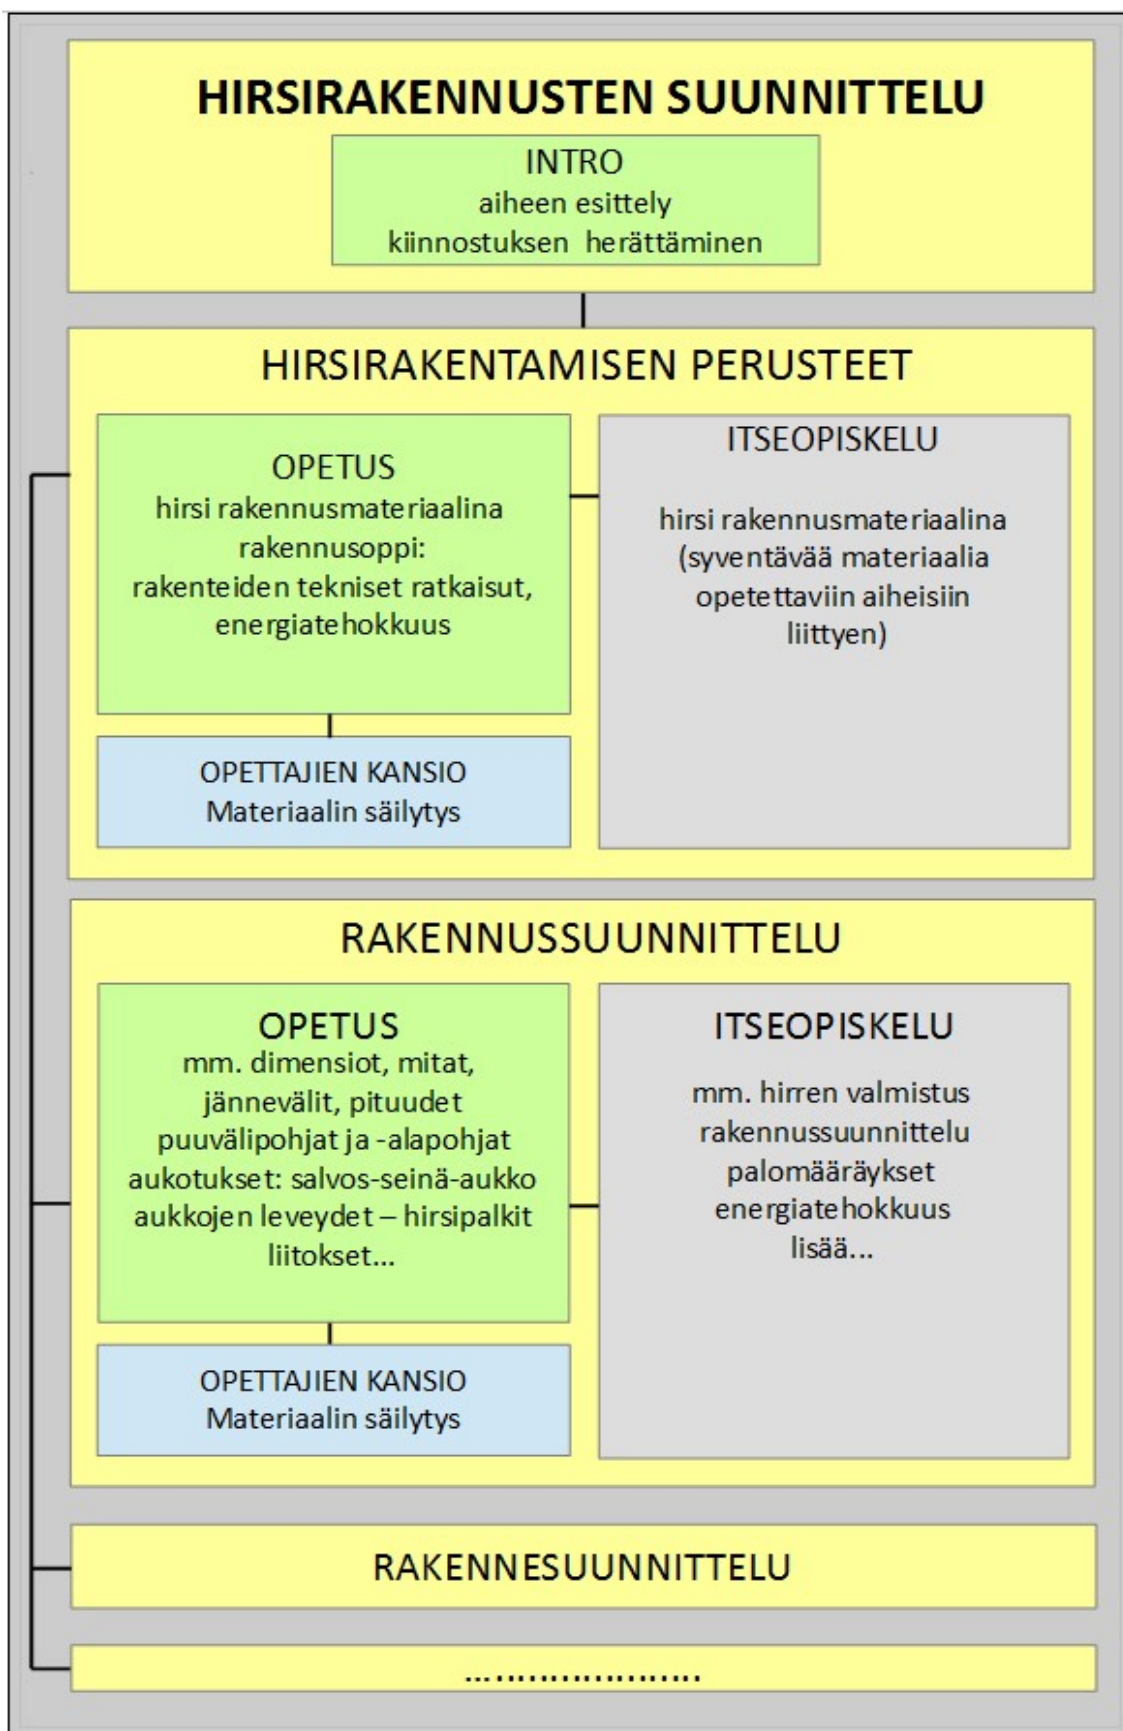 HIRSIRAKENNUSTEN SUUNNITTELU
INTRO
aiheen esittely
kiinnostuksen herättäminen
HIRSIRAKENTAMISEN PERUSTEET
OPETUS
hirsi rakennusmateriaalina
rakennusoppi:
rakenteiden tekniset ratkaisut,
energiatehokkuus
OPETTAJIEN KANSIO
Materiaalin säilytys
ITSEOPISKELU
hirsi rakennusmateriaalina
(syventävää materiaalia
opetettaviin aiheisiin
liittyen)
RAKENNUSSUUNNITTELU
OPETUS
mm. dimensiot, mitat,
jännevälit, pituudet
puuvälipohjat ja -alapohjat
aukotukset: salvos-seinä-aukko
aukkojen leveydet – hirsipalkit
liitokset...
OPETTAJIEN KANSIO
Materiaalin säilytys
ITSEOPISKELU
mm. hirren valmistus
rakennussuunnittelu
palomääräykset
energiatehokkuus
lisää...
RAKENNESUUNNITTELU
.....................